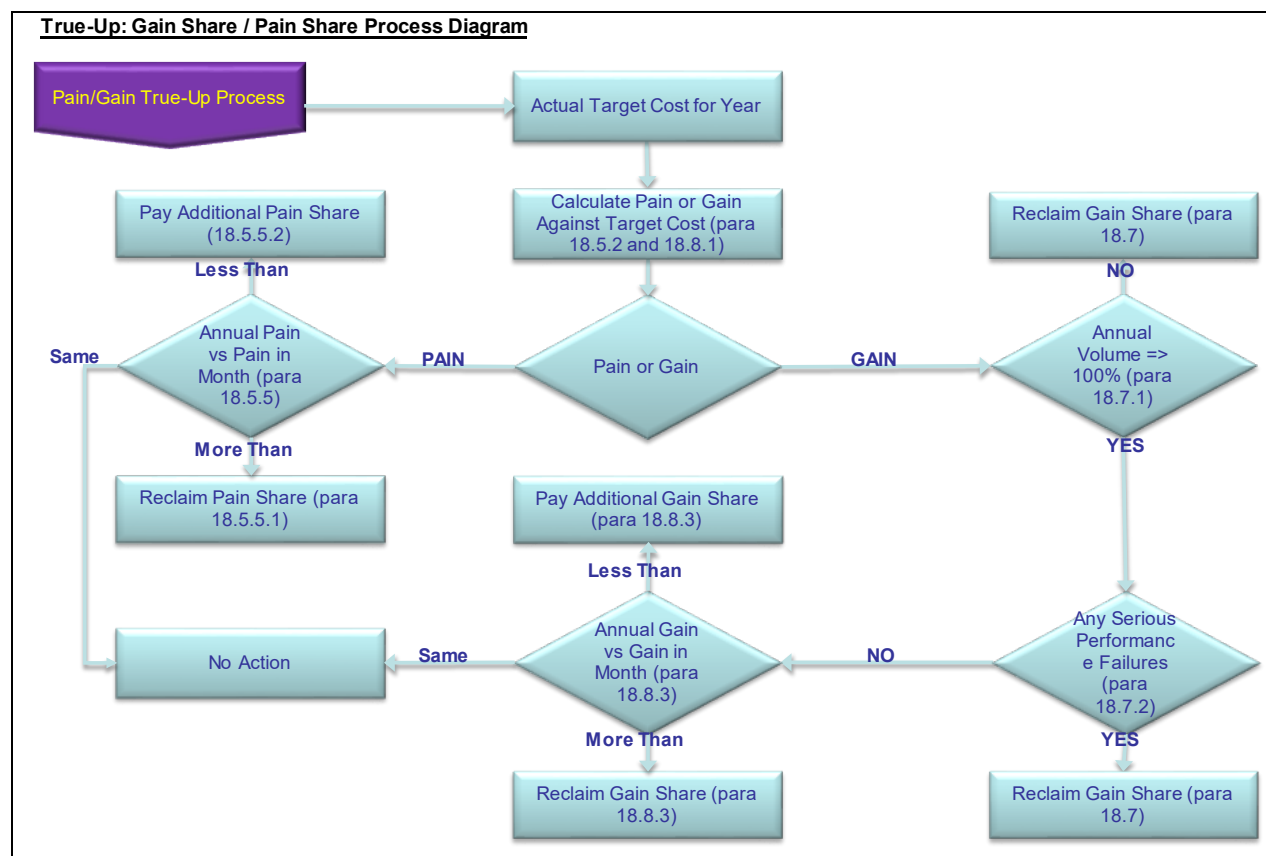 True-Up: Gain Share / Pain Share Process Diagram
Pain/Gain True-Up Process
Actual Target Cost for Year
Pay Additional Pain Share
(18.5.5.2)
Calculate Pain or Gain
Against Target Cost (para
18.5.2 and 18.8.1)
Reclaim Gain Share (para
18.7)
Less Than
NO
Same
Annual Pain
vs Pain in
Month (para
18.5.5)
PAIN
Pain or Gain
GAIN
Annual
Volume =>
100% (para
18.7.1)
More Than
YES
Reclaim Pain Share (para
18.5.5.1)
Pay Additional Gain Share
(para 18.8.3)
Less Than
No Action
Same
Annual Gain
vs Gain in
Month (para
18.8.3)
NO
Any Serious
Performanc
e Failures
(para
18.7.2)
More Than
YES
Reclaim Gain Share (para
18.8.3)
Reclaim Gain Share (para
18.7)